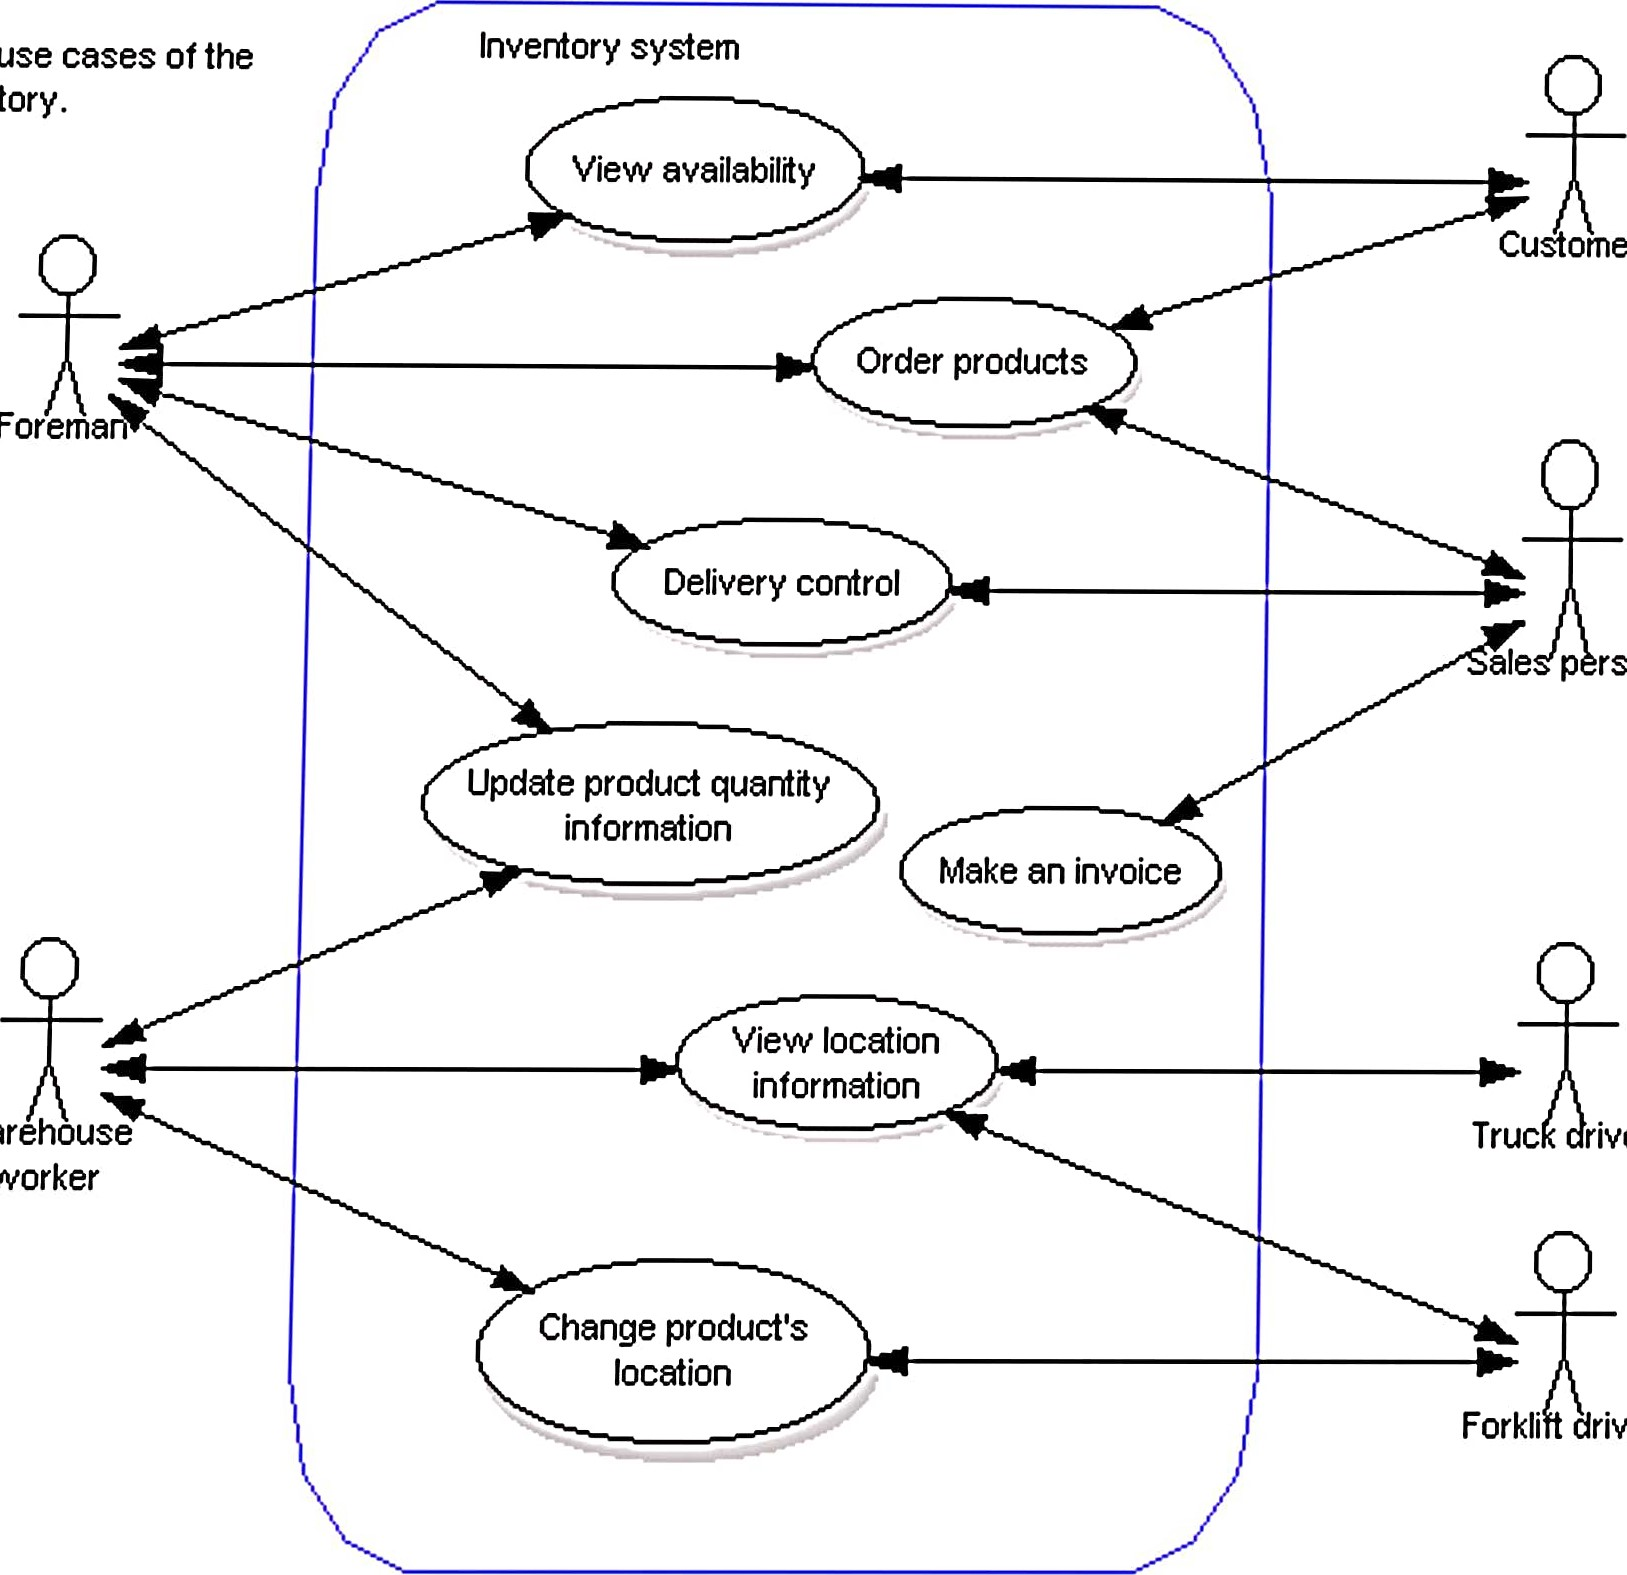 use cases of the
tory.
Inventory system
View availability
Custome
Order products
Foreman
Delivery control
Sales pers
Update product quantity
information
Make an invoice
View location
information
arehouse
worker
Truck drive
Change product's
location
Forklift driv